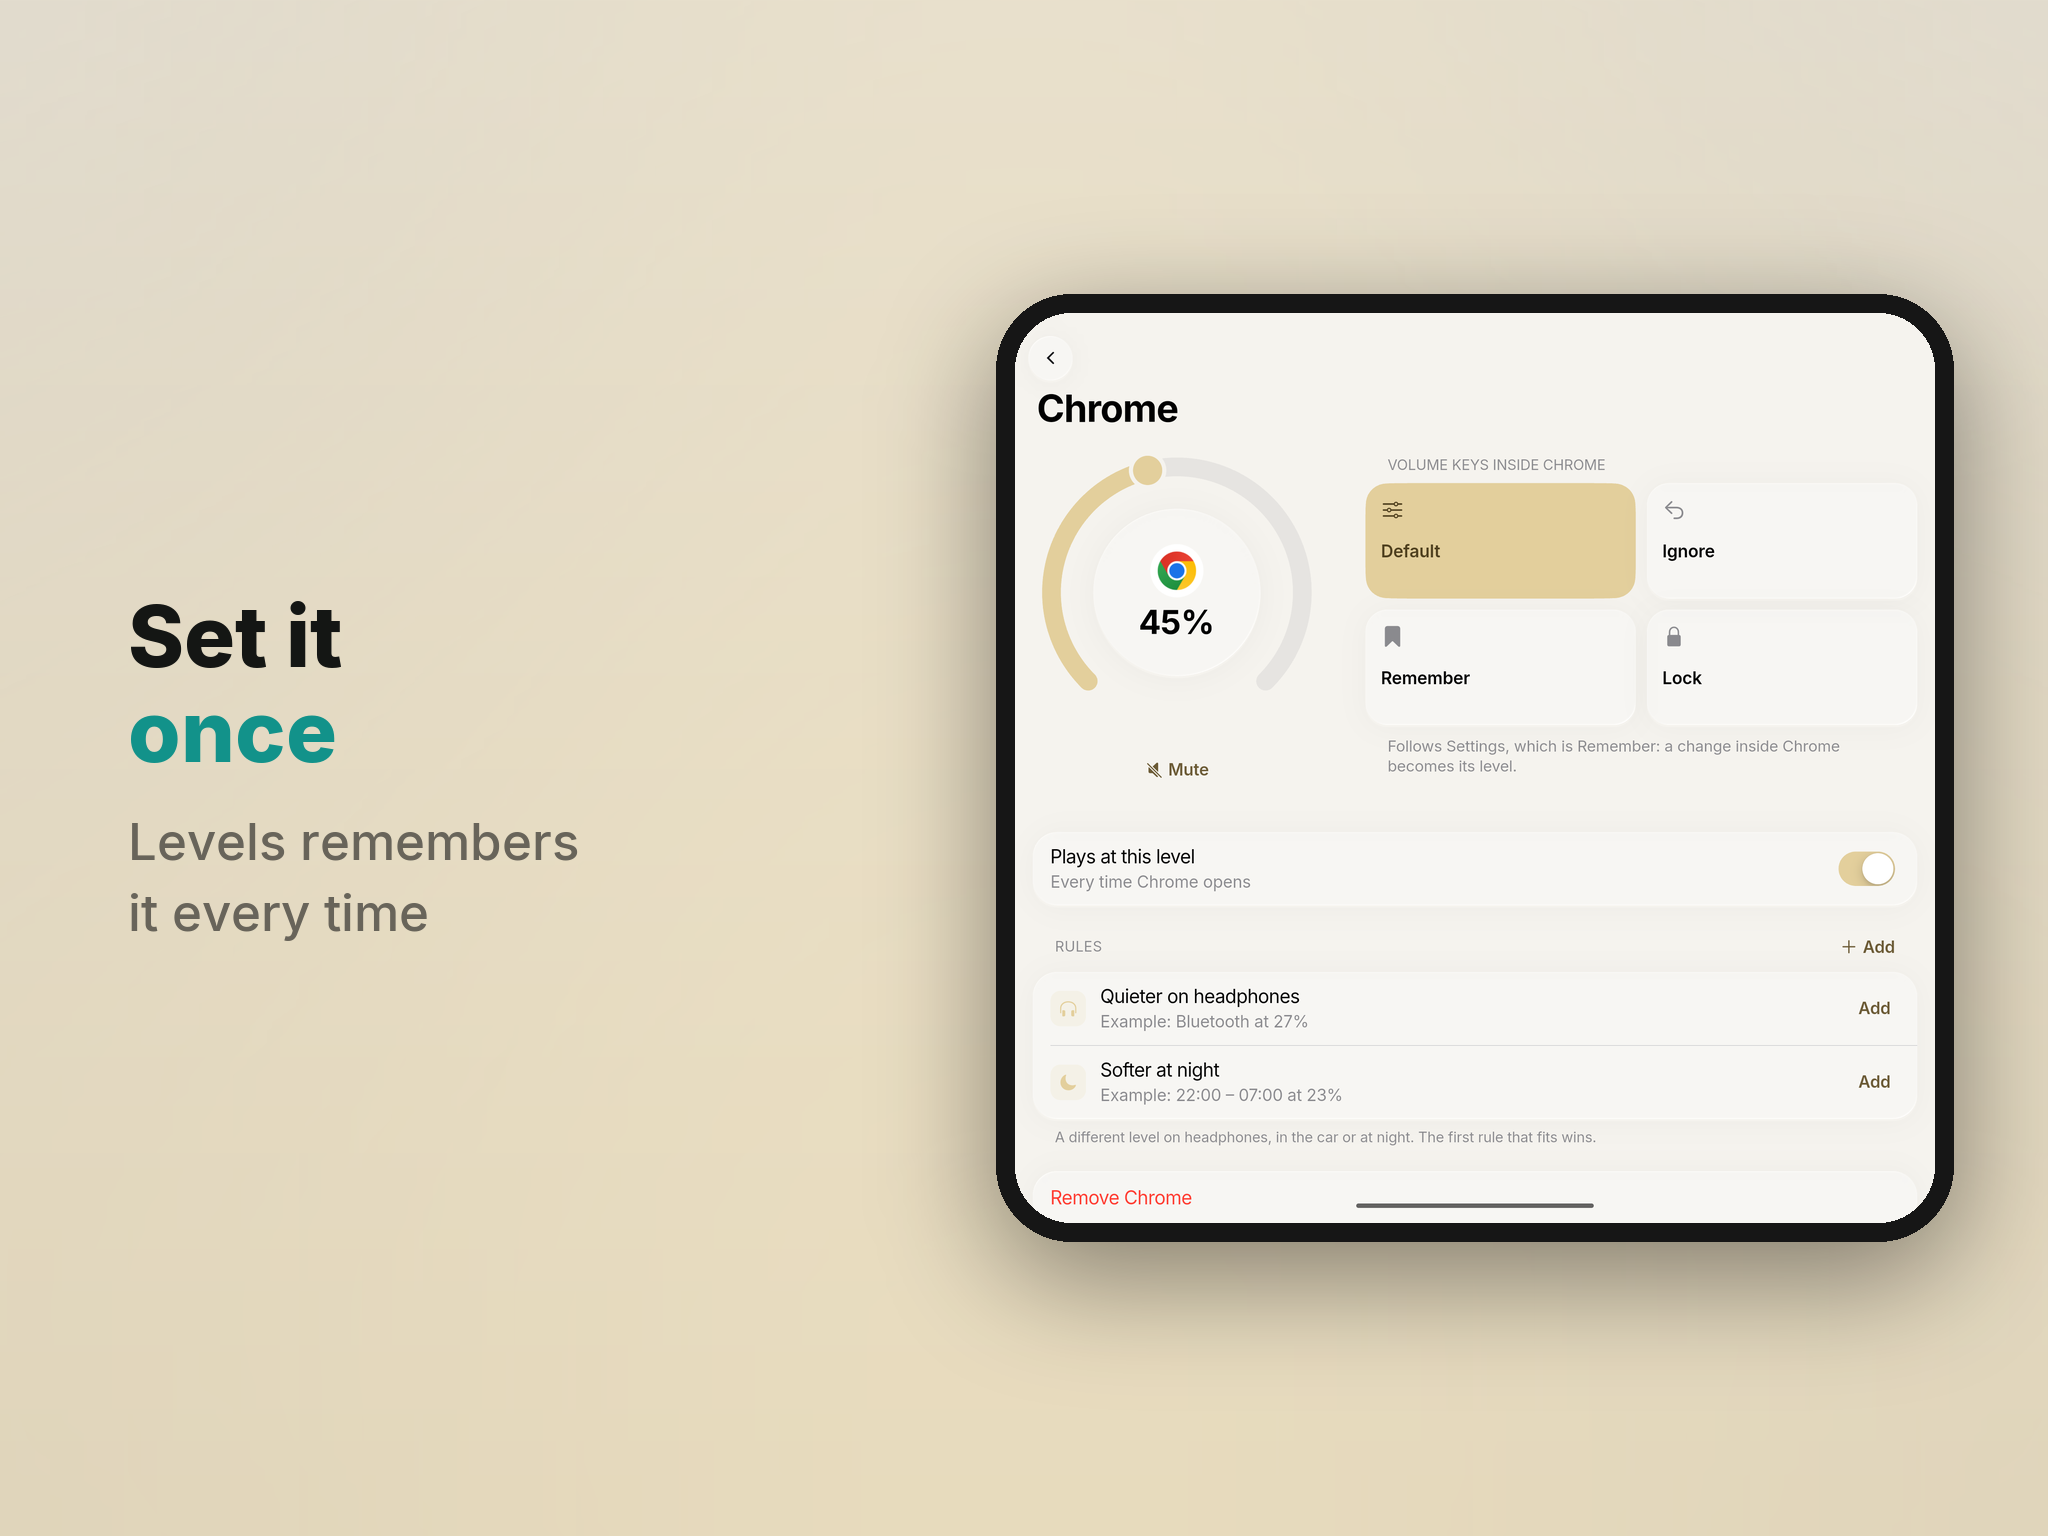 Set it
once
Levels remembers
it every time
Chrome
45%
Mute
VOLUME KEYS INSIDE CHROME
Default
Ignore
Remember
Lock
Follows Settings, which is Remember: a change inside Chrome
becomes its level.
Plays at this level
Every time Chrome opens
RULES
+ Add
Quieter on headphones
Example: Bluetooth at 27%
Add
Softer at night
Example: 22:00 – 07:00 at 23%
Add
A different level on headphones, in the car or at night. The first rule that fits wins.
Remove Chrome